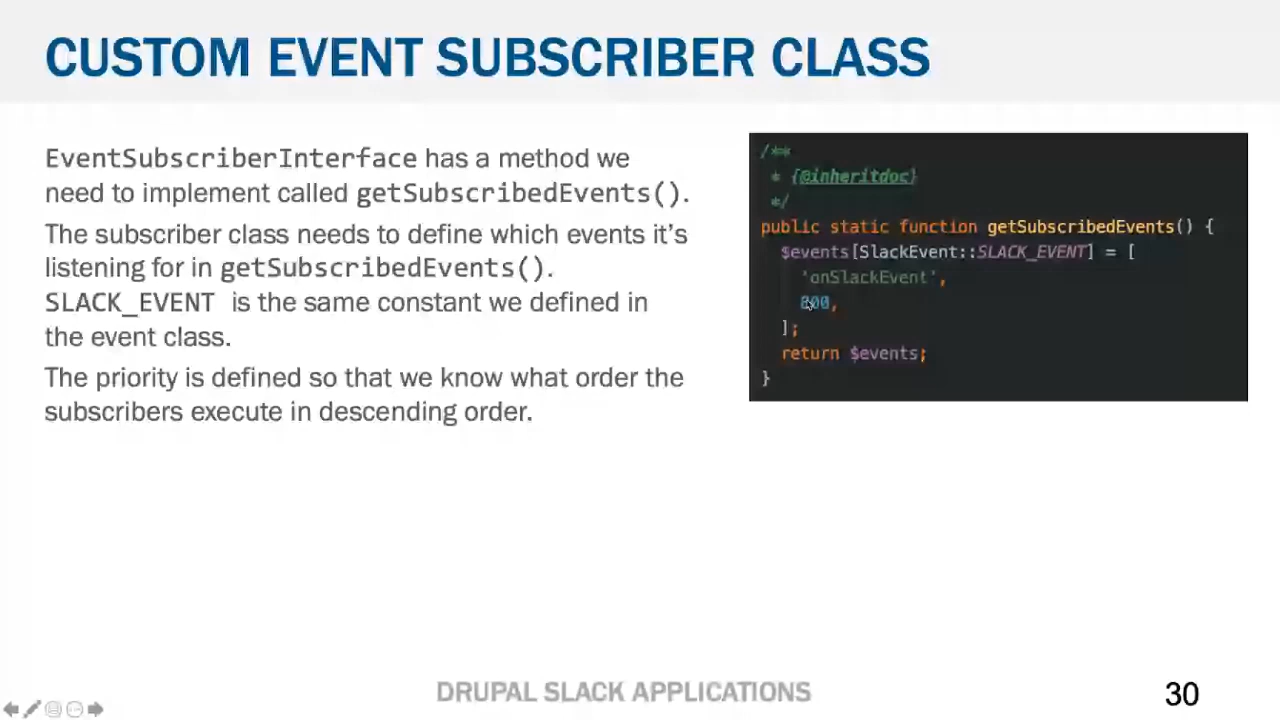 CUSTOM EVENT SUBSCRIBER CLASS
EventSubscriberInterface has a method we
need to implement called getSubscribedEvents().
The subscriber class needs to define which events it's
listening for in getSubscribedEvents().
SLACK_EVENT is the same constant we defined in
the event class.
The priority is defined so that we know what order the
subscribers execute in descending order.
/**
* {@inheritdoc}
*/
public static function getSubscribedEvents() {
$events[SlackEvent::SLACK_EVENT] = [
'onSlackEvent',
800,
];
return $events;
}
DRUPAL SLACK APPLICATIONS
30